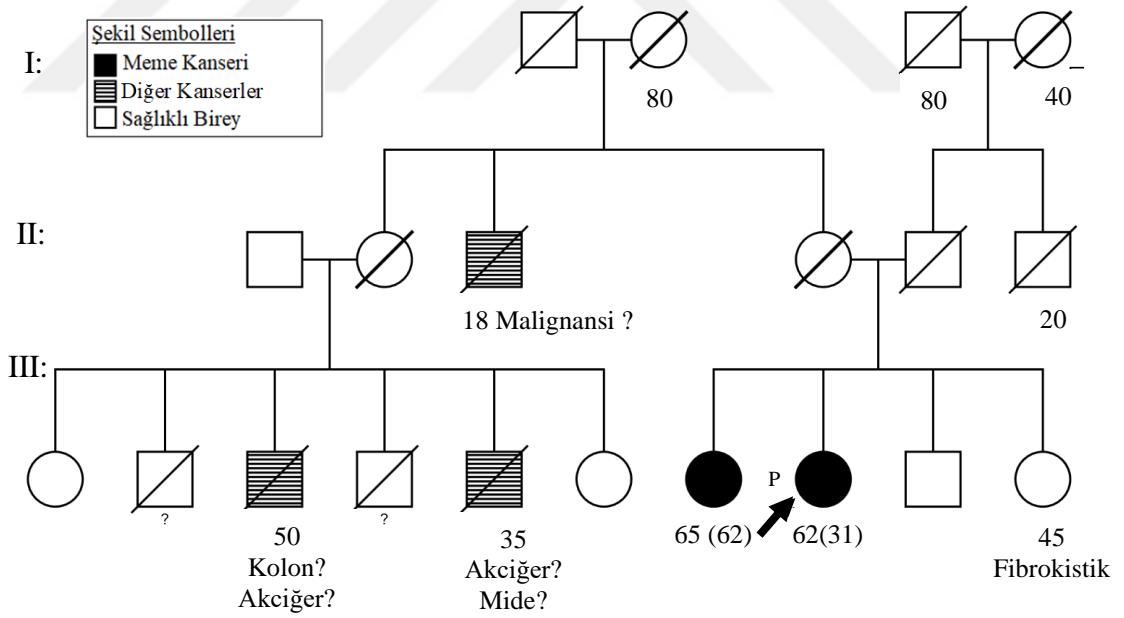 Şekil Sembolleri
Meme Kanseri
Diğer Kanserler
Sağlıklı Birey
I:
80
80
40
II:
18 Malignansi ?
20
III:
P
?
?
50
35
65 (62)
62(31)
45
Kolon?
Akciğer?
Fibrokistik
Akciğer?
Mide?